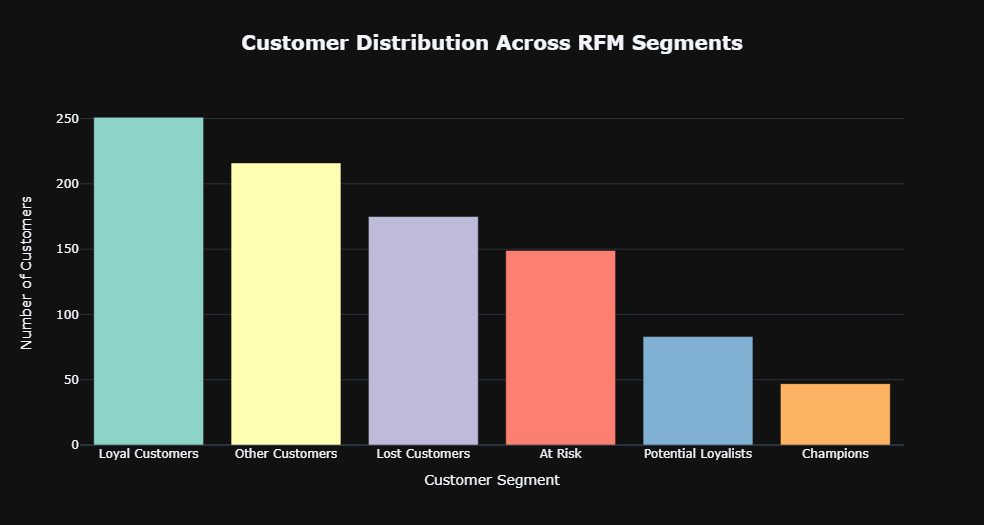 Customer Distribution Across RFM Segments
Number of Customers
250
200
150
100
50
0
Loyal Customers
Other Customers
Lost Customers
At Risk
Potential Loyalists
Champions
Customer Segment